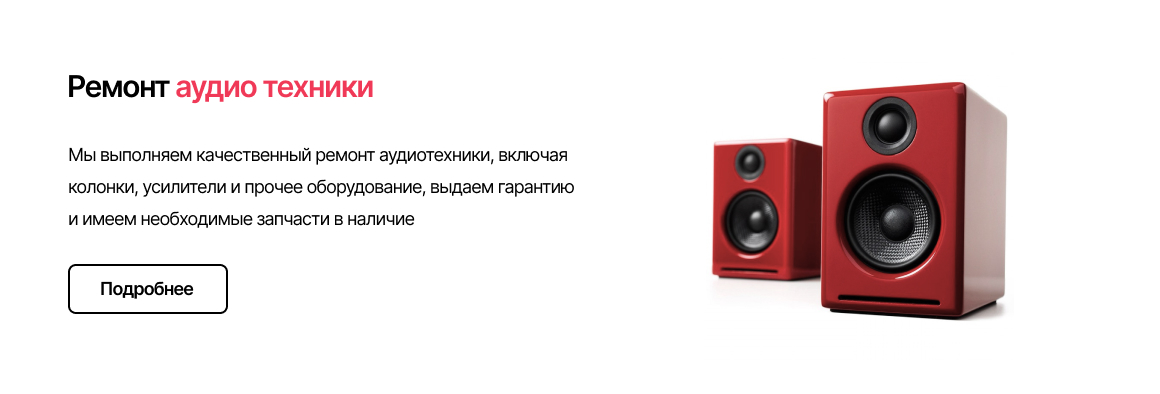 Ремонт аудио техники
Мы выполняем качественный ремонт аудиотехники, включая
колонки, усилители и прочее оборудование, выдаем гарантию
и имеем необходимые запчасти в наличие
Подробнее